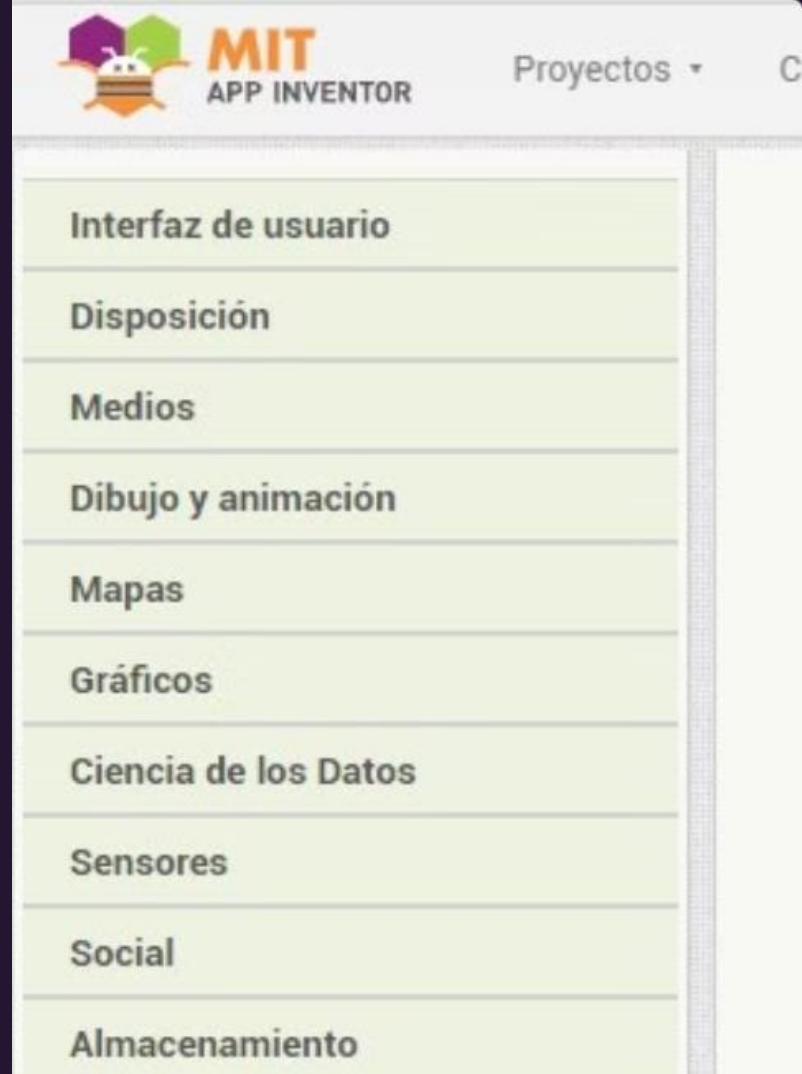 MIT
APP INVENTOR
Proyectos
C
Interfaz de usuario
Disposición
Medios
Dibujo y animación
Mapas
Gráficos
Ciencia de los Datos
Sensores
Social
Almacenamiento